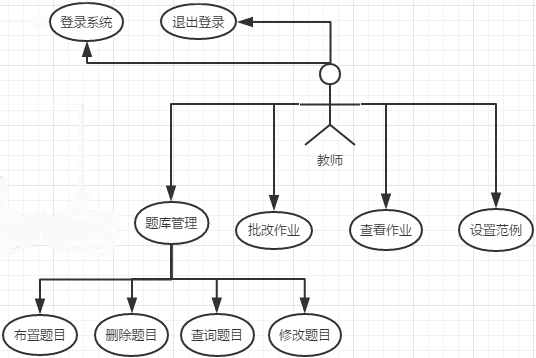 登录系统
退出登录
教师
题库管理
批改作业
查看作业
设置范例
布置题目
删除题目
查询题目
修改题目